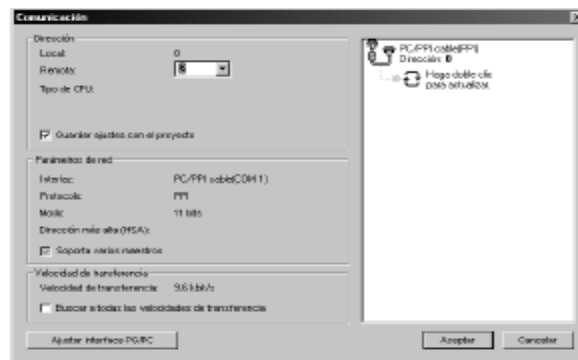 Comunicación
Dirección
Local: 0
Remota:
Tipo de CPU:
Guardar ajustes con el proyecto
Parámetros de red
Interfaz: PC/PPI cable(COM 1)
Protocolo: PPI
Modo: 11 bits
Dirección más alta (HSA):
Soporta varios maestros
Velocidad de transferencia
Velocidad de transferencia: 9,6 kbit/s
Buscar a todas las velocidades de transferencia
Ajustar interface PG/PC
PC/PPI cable(PPI)
Dirección: 0
Haga doble clic
para actualizar.
Aceptar
Cancelar